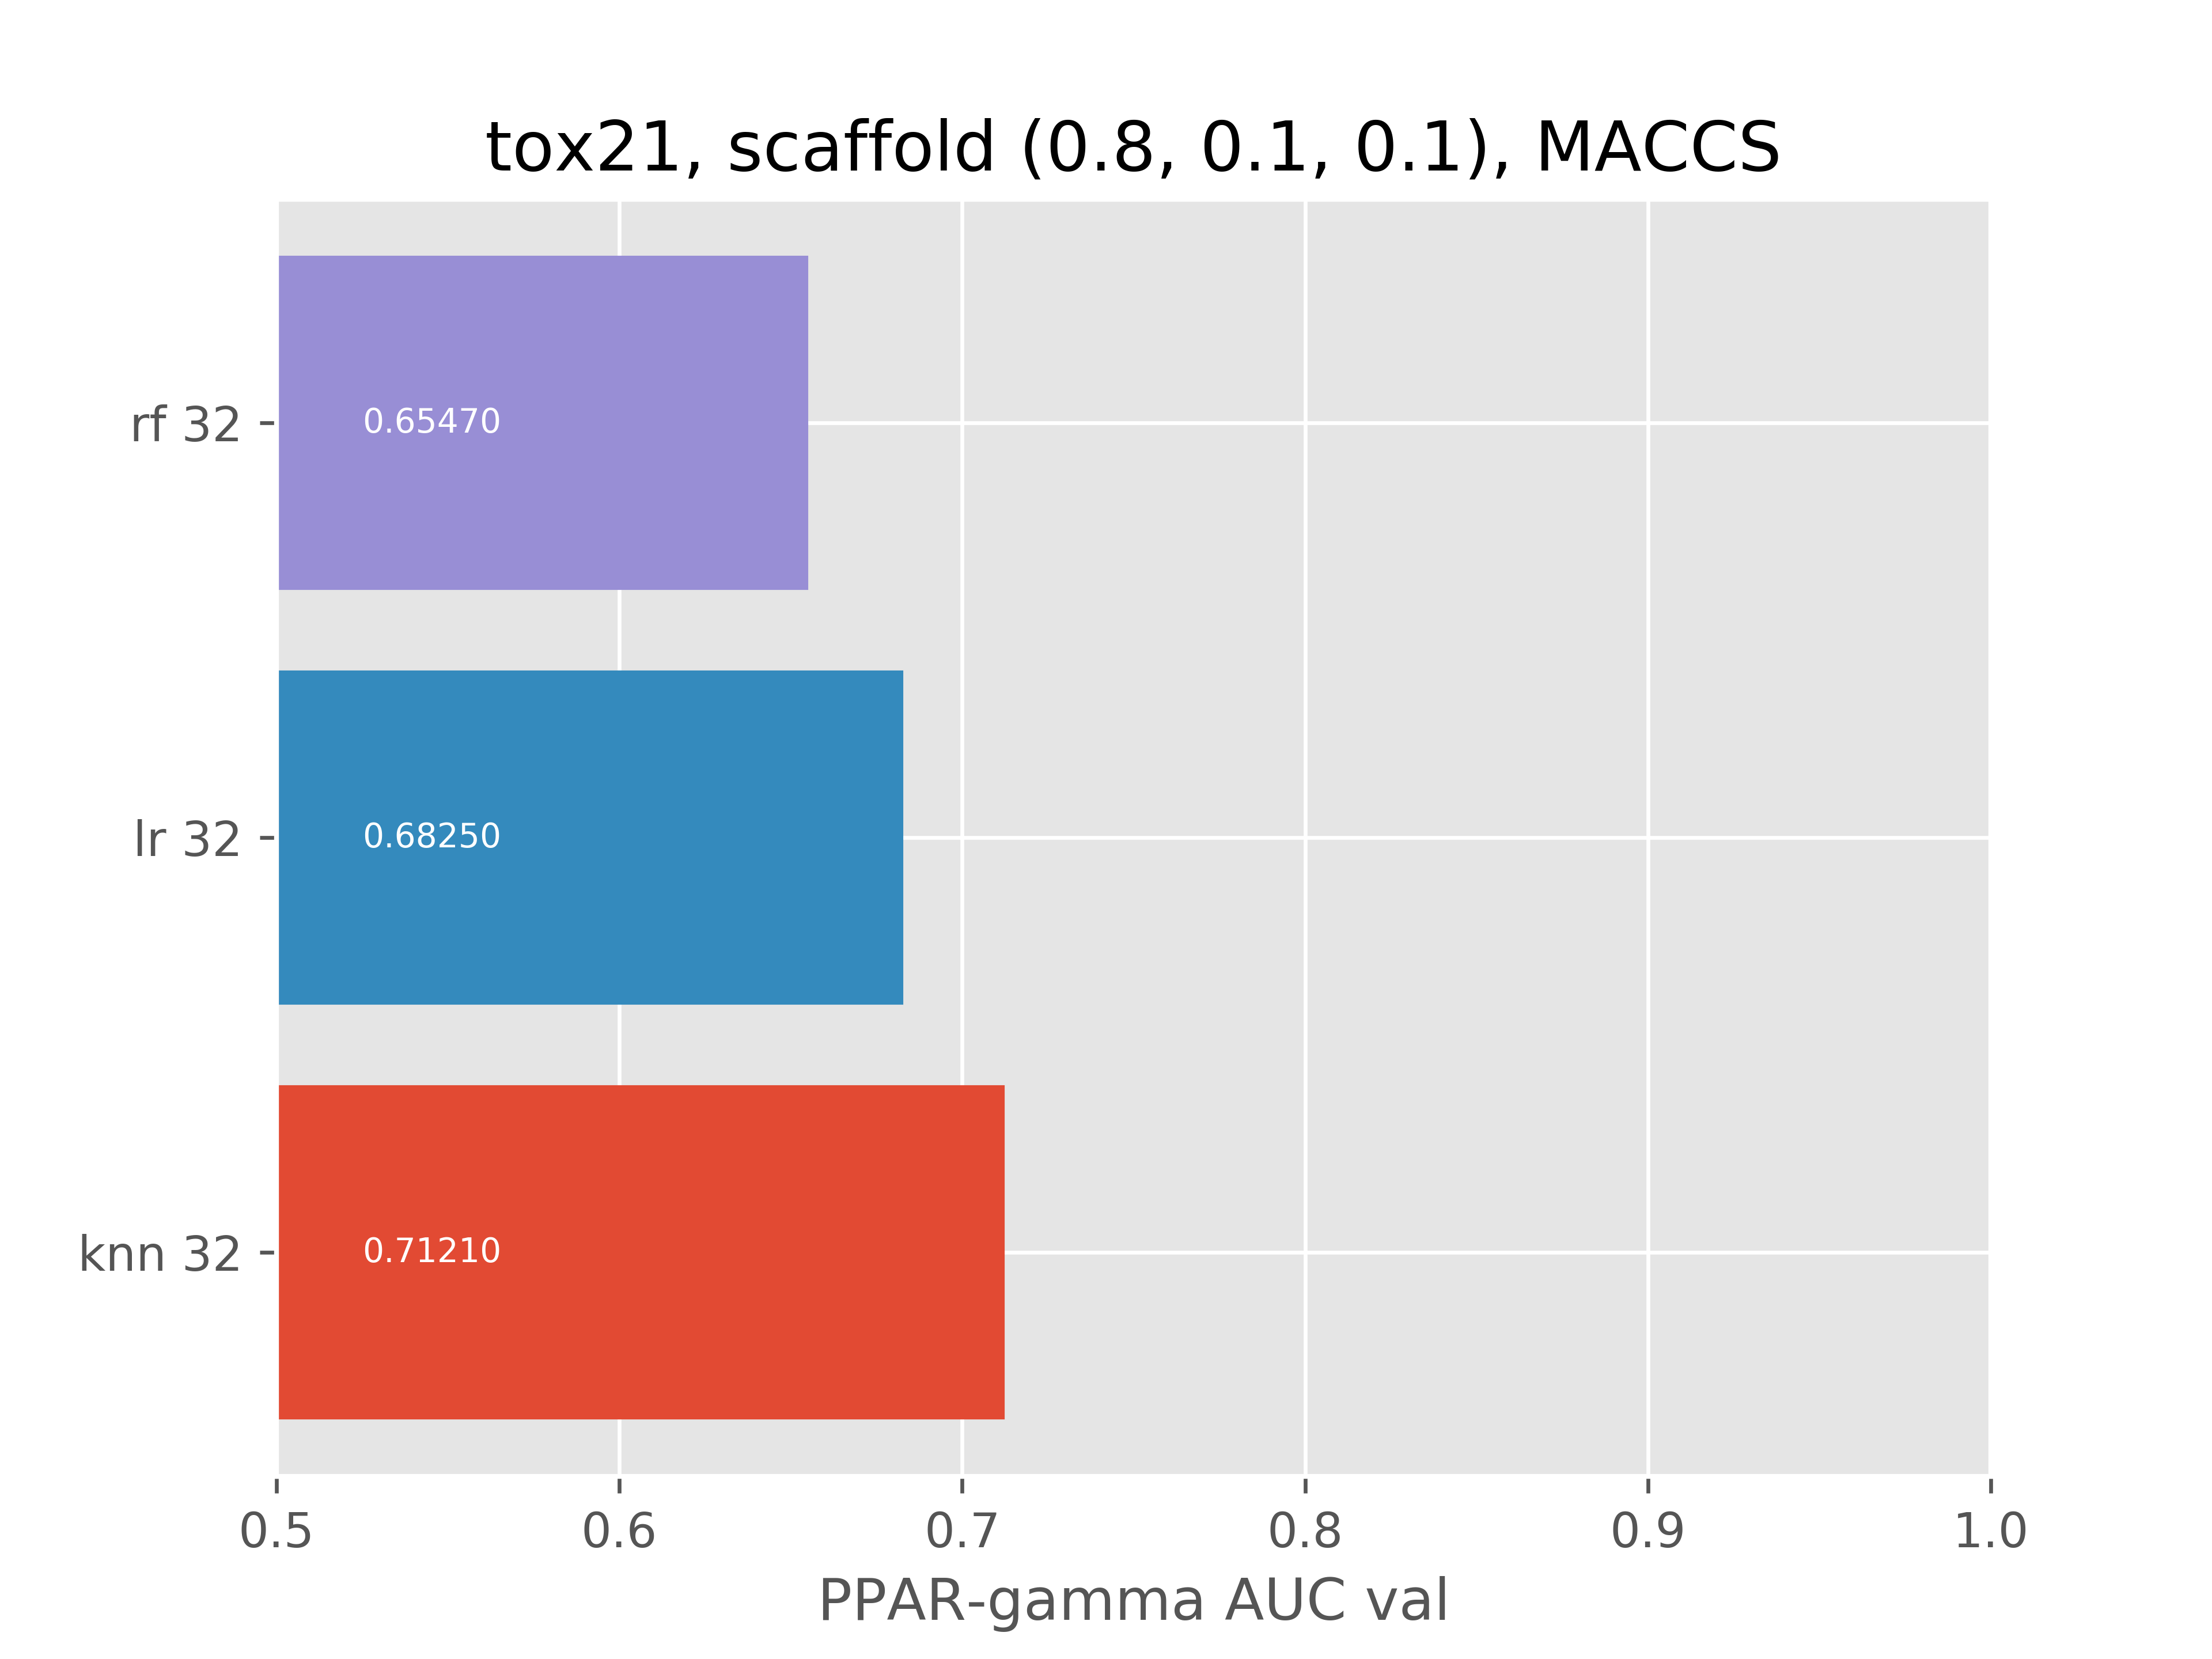 tox21, scaffold (0.8, 0.1, 0.1), MACCS
rf 32
0.65470
lr 32
0.68250
knn 32
0.71210
0.5 0.6 0.7 0.8 0.9 1.0
PPAR-gamma AUC val